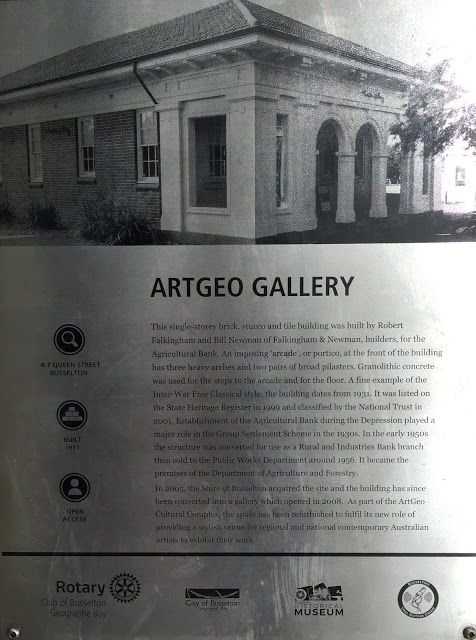 ARTGEO GALLERY
This single-storey brick, stucco and tile building was built by Robert
Falkingham and Bill Newman of Falkingham & Newman, builders, for the
Agricultural Bank. An imposing 'arcade', or portico, at the front of the building
has three heavy arches and two pairs of broad pilasters. Granolithic concrete
was used for the steps to the arcade and for the floor. A fine example of the
Inter-War Free Classical style, the building dates from 1931. It was listed on
the State Heritage Register in 1999 and classified by the National Trust in
2001. Establishment of the Agricultural Bank during the Depression played a
major role in the Group Settlement Scheme in the 1930s. In the early 1950s
the structure was converted for use as a Rural and Industries Bank branch
then sold to the Public Works Department around 1956. It became the
premises of the Department of Agriculture and Forestry.
In 2005, the Shire of Busselton acquired the site and the building has since
been converted into a gallery which opened in 2008. As part of the ArtGeo
Cultural Complex, the space has been refurbished to fulfil its new role of
providing a stylish venue for regional and national contemporary Australian
artists to exhibit their work.
4-7 QUEEN STREET
BUSSELTON
BUILT
1931
OPEN
ACCESS
Rotary
Club of Busselton
Geographe Bay
City of Busselton
Geographe Bay
HISTORICAL
MUSEUM
BUSSELTON